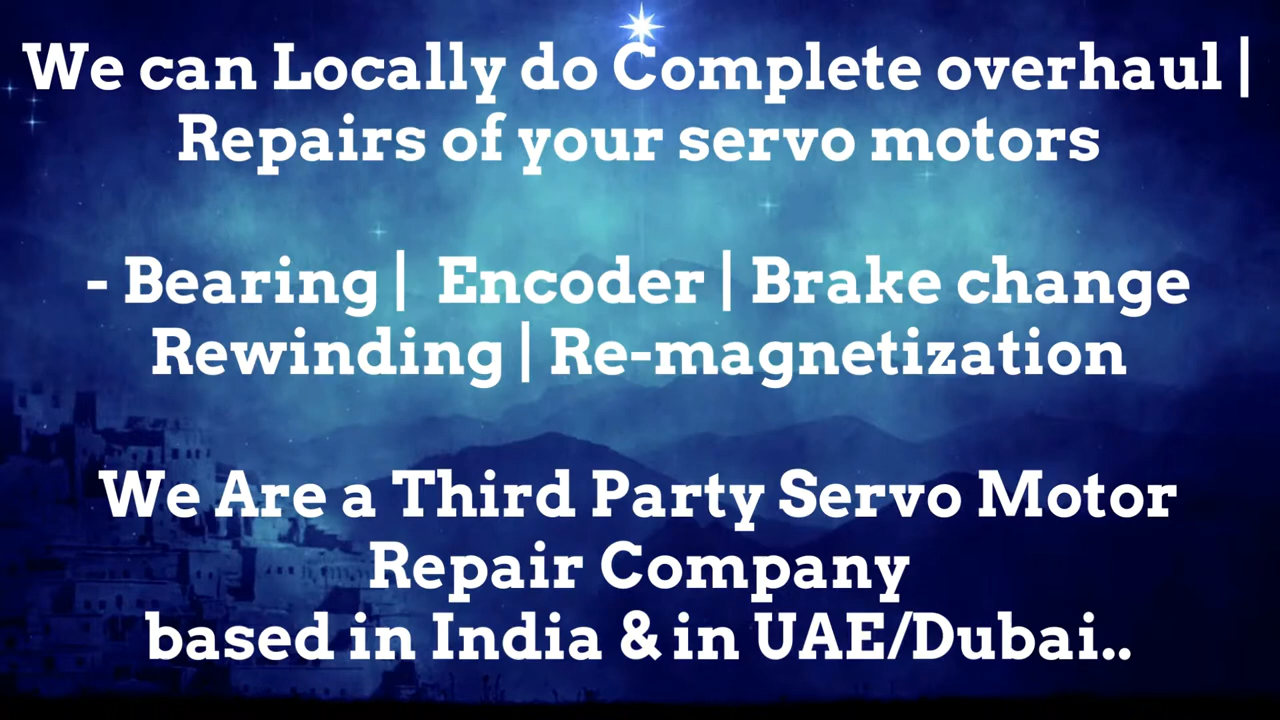 We can Locally do Complete overhaul |
Repairs of your servo motors
- Bearing |  Encoder | Brake change
Rewinding | Re-magnetization
We Are a Third Party Servo Motor
Repair Company
based in India & in UAE/Dubai..